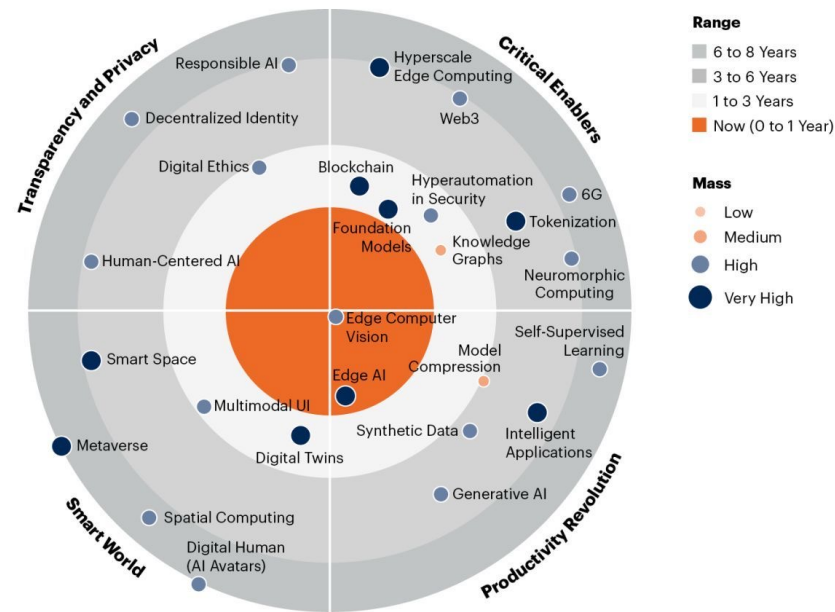 Transparency and Privacy
Critical Enablers
Responsible AI
Hyperscale
Edge Computing
Web3
Decentralized Identity
Digital Ethics
Blockchain
Hyperautomation
in Security
6G
Tokenization
Foundation
Models
Knowledge
Graphs
Human-Centered AI
Neuromorphic
Computing
Edge Computer
Vision
Self-Supervised
Learning
Smart Space
Model
Compression
Edge AI
Multimodal UI
Synthetic Data
Intelligent
Applications
Metaverse
Digital Twins
Generative AI
Spatial Computing
Digital Human
(AI Avatars)
Smart World
Productivity Revolution
Range
6 to 8 Years
3 to 6 Years
1 to 3 Years
Now (0 to 1 Year)
Mass
Low
Medium
High
Very High